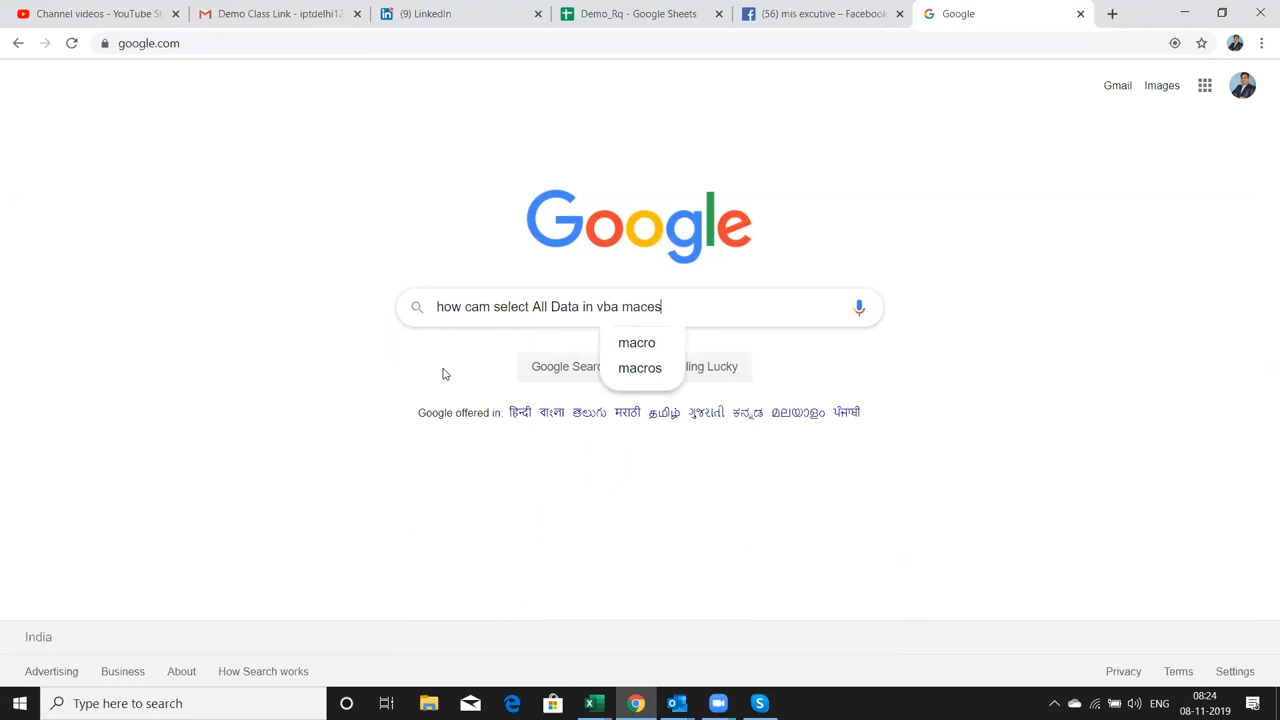 Channel videos - YouTube St
Demo Class Link - iptdelhi12
(9) LinkedIn
Demo_Rq - Google Sheets
(56) mis excutive – Facebook
Google
google.com
Gmail
Images
Google
how cam select All Data in vba maces
macro
macros
Google Searc
ling Lucky
Google offered in: हिन्दी বাংলা తెలుగు मराठी தமிழ் ગુજરાતી ಕನ್ನಡ മലയാളം ਪੰਜਾਬੀ
India
Advertising
Business
About
How Search works
Privacy
Terms
Settings
Type here to search
ENG
08:24
08-11-2019